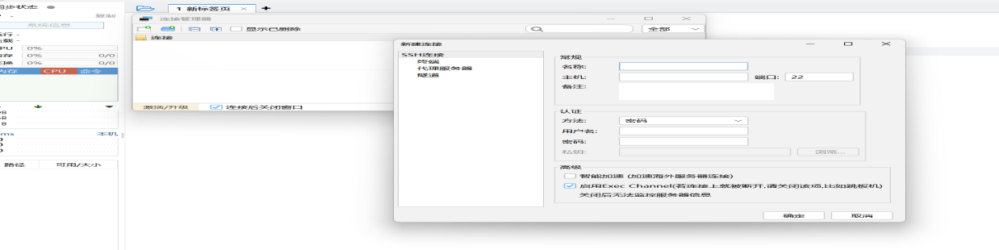 同步状态
1 新标签页
复制
系统信息
运行 -
负载 -
CPU 0%
内存 0% 0/0
交换 0% 0/0
内存 CPU 命令
ms 本机
路径 可用/大小
连接管理器
显示已删除
全部
连接
激活/升级
连接后关闭窗口
新建连接
SSH连接
终端
代理服务器
隧道
常规
名称:
主机: 端口: 22
备注:
认证
方法: 密码
用户名:
密码:
私钥: 浏览...
高级
智能加速 (加速海外服务器连接)
启用Exec Channel(若连接上就被断开,请关闭该项,比如跳板机)
关闭后无法监控服务器信息
确定 取消